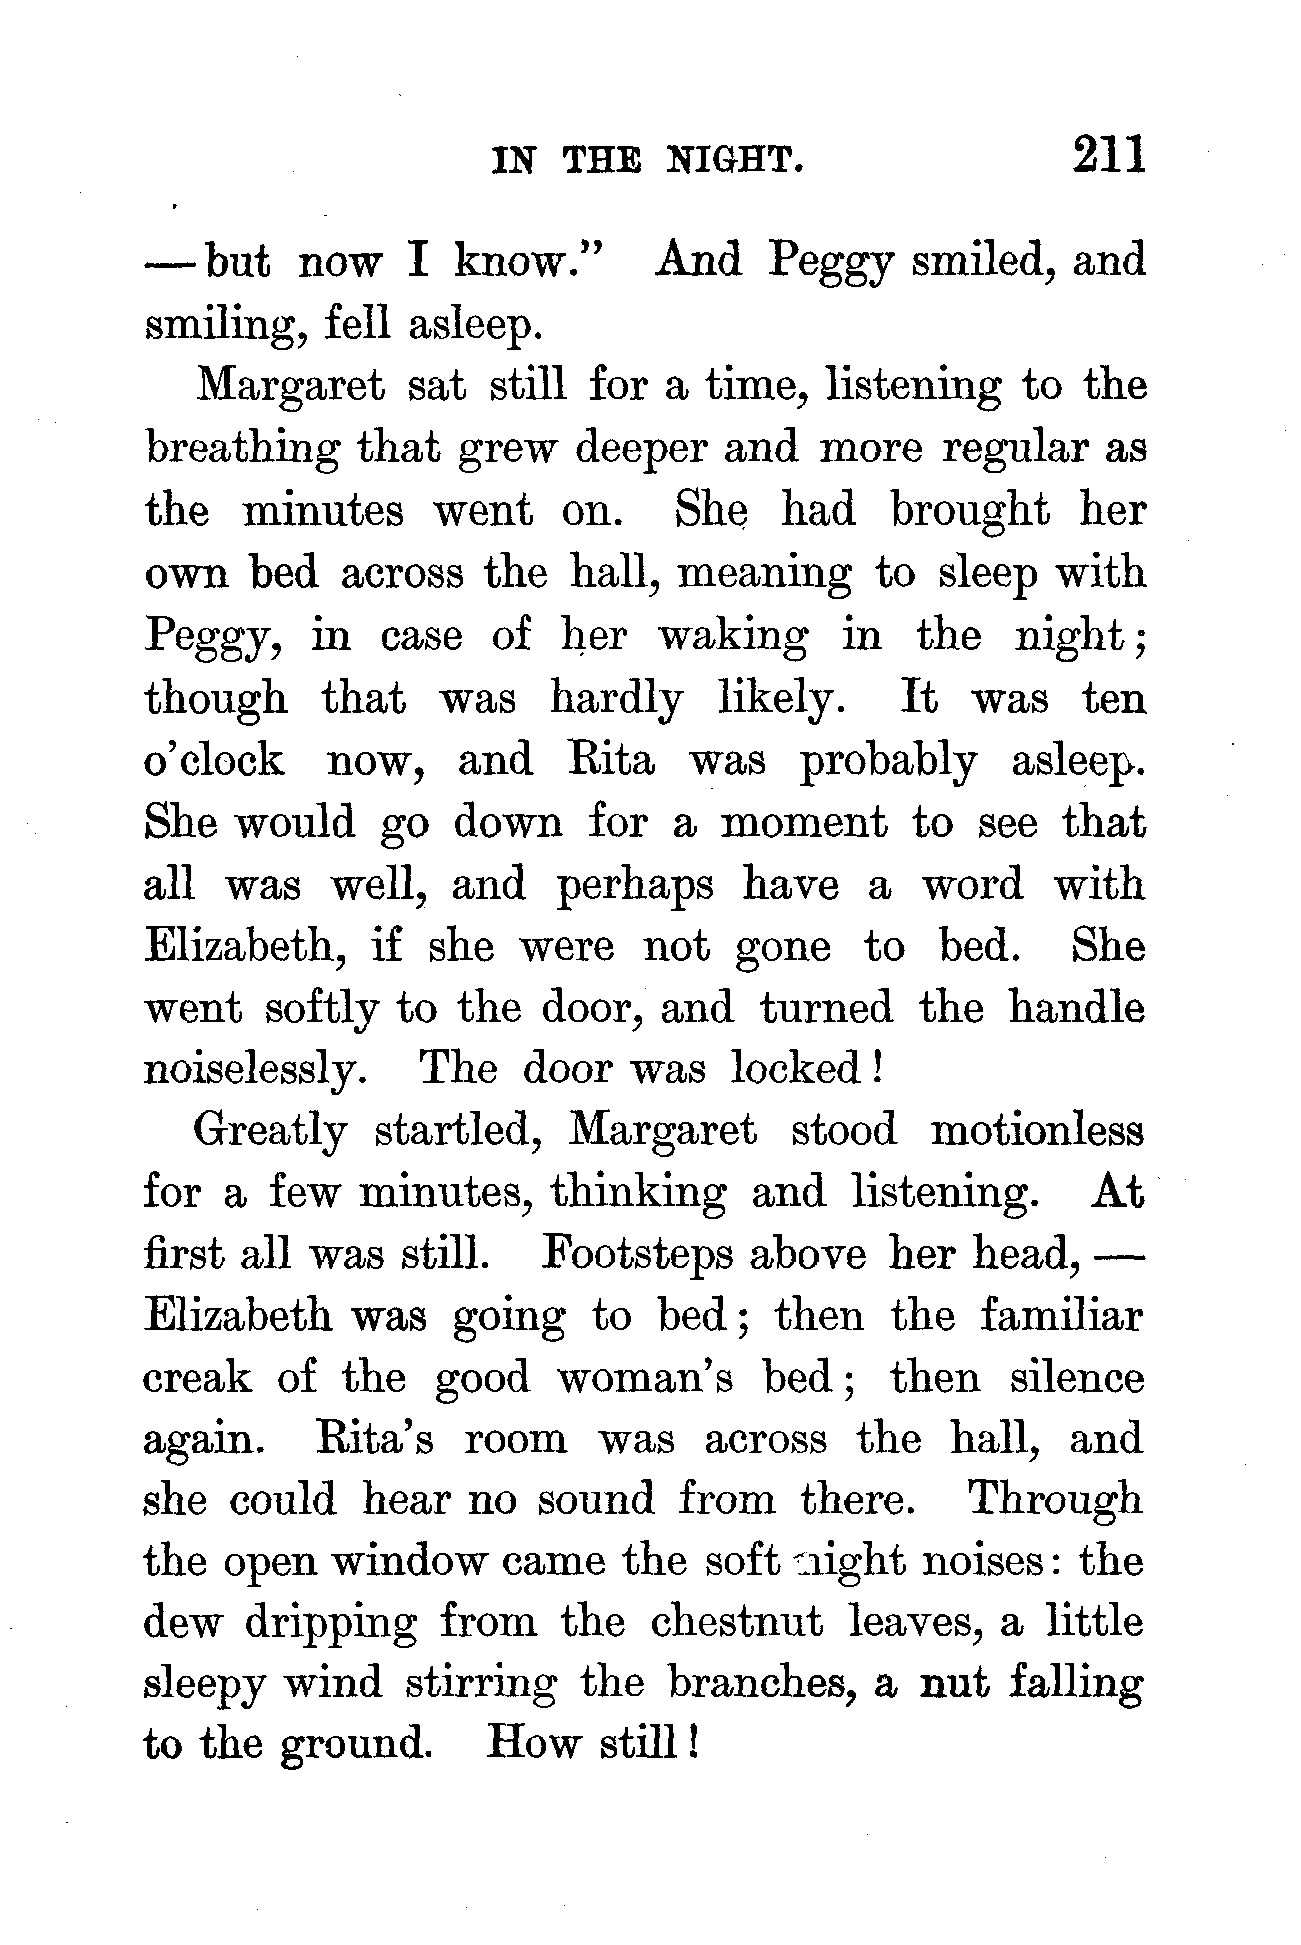 IN THE NIGHT. 211
— but now I know.” And Peggy smiled, and
smiling, fell asleep.
Margaret sat still for a time, listening to the
breathing that grew deeper and more regular as
the minutes went on. She had brought her
own bed across the hall, meaning to sleep with
Peggy, in case of her waking in the night;
though that was hardly likely. It was ten
o’clock now, and Rita was probably asleep.
She would go down for a moment to see that
all was well, and perhaps have a word with
Elizabeth, if she were not gone to bed. She
went softly to the door, and turned the handle
noiselessly. The door was locked!
Greatly startled, Margaret stood motionless
for a few minutes, thinking and listening. At
first all was still. Footsteps above her head, —
Elizabeth was going to bed; then the familiar
creak of the good woman’s bed; then silence
again. Rita’s room was across the hall, and
she could hear no sound from there. Through
the open window came the soft night noises: the
dew dripping from the chestnut leaves, a little
sleepy wind stirring the branches, a nut falling
to the ground. How still!